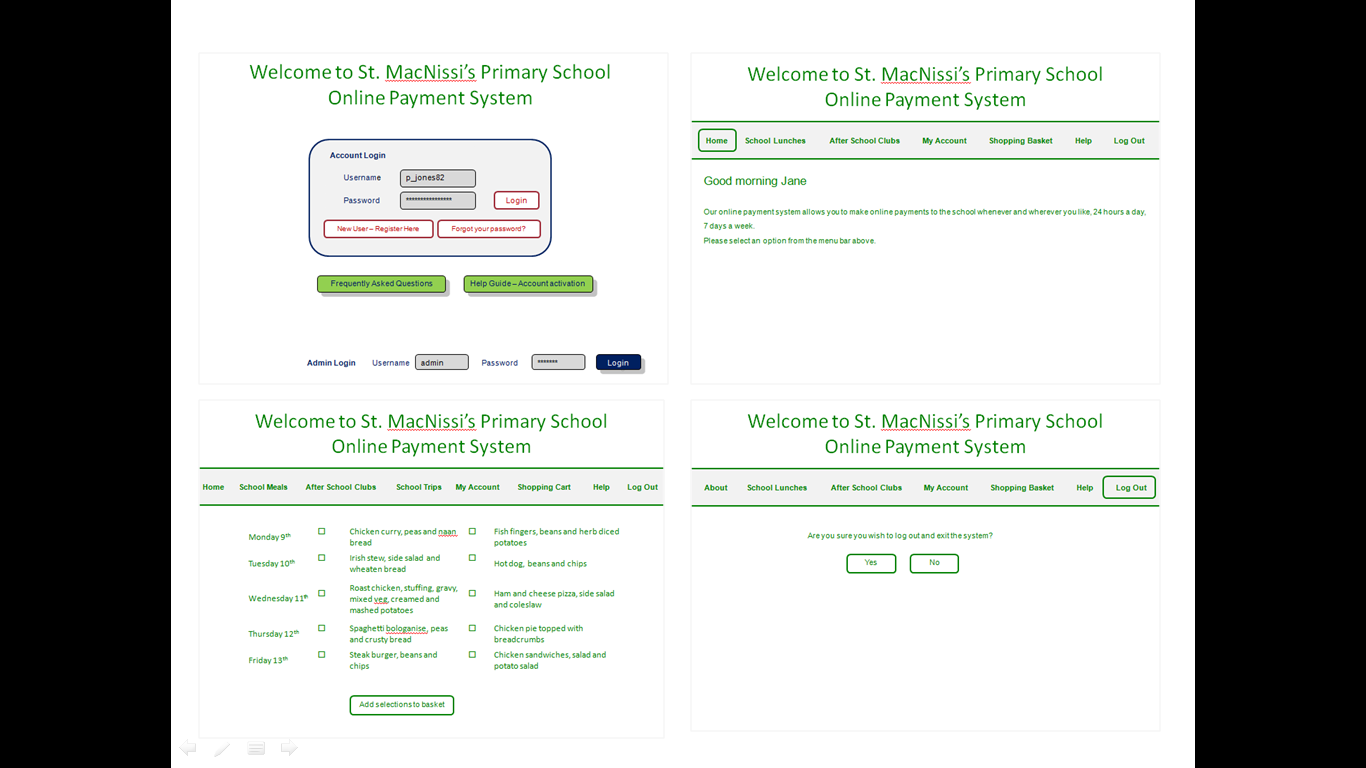 Welcome to St. MacNissi's Primary School
Online Payment System
Account Login
Username p_jones82
Password **************** Login
New User – Register Here Forgot your password?
Frequently Asked Questions Help Guide – Account activation
Admin Login Username admin Password ******* Login
Welcome to St. MacNissi's Primary School
Online Payment System
Home School Lunches After School Clubs My Account Shopping Basket Help Log Out
Good morning Jane
Our online payment system allows you to make online payments to the school whenever and wherever you like, 24 hours a day,
7 days a week.
Please select an option from the menu bar above.
Welcome to St. MacNissi's Primary School
Online Payment System
Home School Meals After School Clubs School Trips My Account Shopping Cart Help Log Out
Monday 9th
Chicken curry, peas and naan
bread
Fish fingers, beans and herb diced
potatoes
Tuesday 10th
Irish stew, side salad and
wheaten bread
Hot dog, beans and chips
Wednesday 11th
Roast chicken, stuffing, gravy,
mixed veg, creamed and
mashed potatoes
Ham and cheese pizza, side salad
and coleslaw
Thursday 12th
Spaghetti bologanise, peas
and crusty bread
Chicken pie topped with
breadcrumbs
Friday 13th
Steak burger, beans and
chips
Chicken sandwiches, salad and
potato salad
Add selections to basket
Welcome to St. MacNissi's Primary School
Online Payment System
About School Lunches After School Clubs My Account Shopping Basket Help Log Out
Are you sure you wish to log out and exit the system?
Yes No